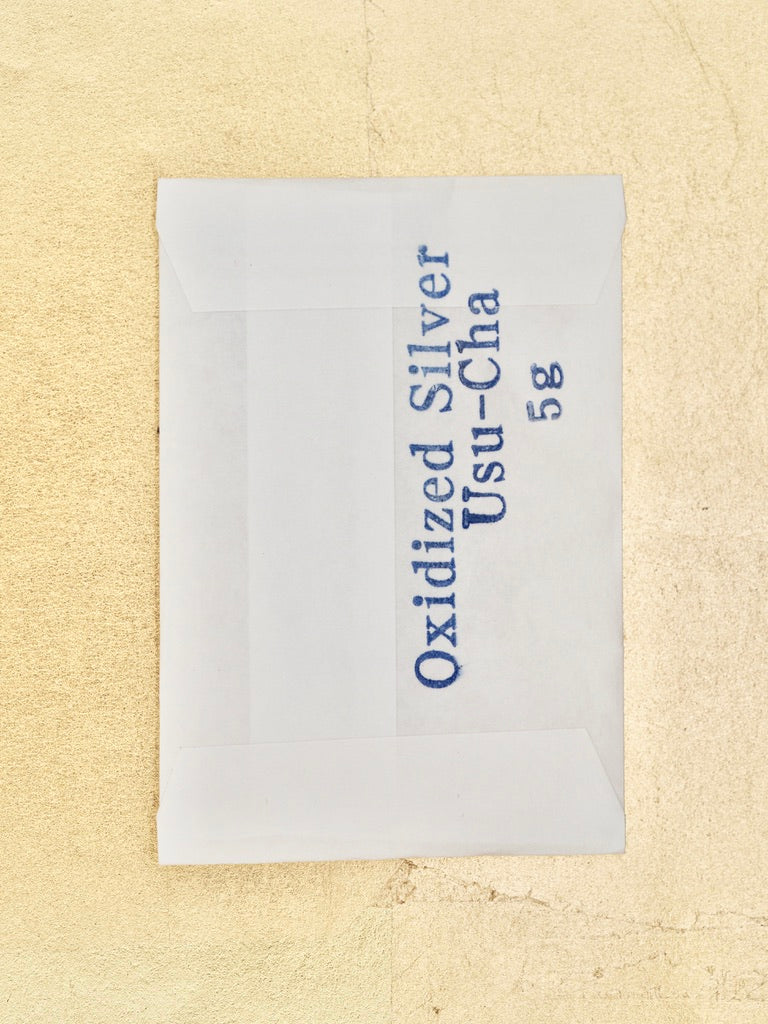 Oxidized Silver
Usu-Cha
5g